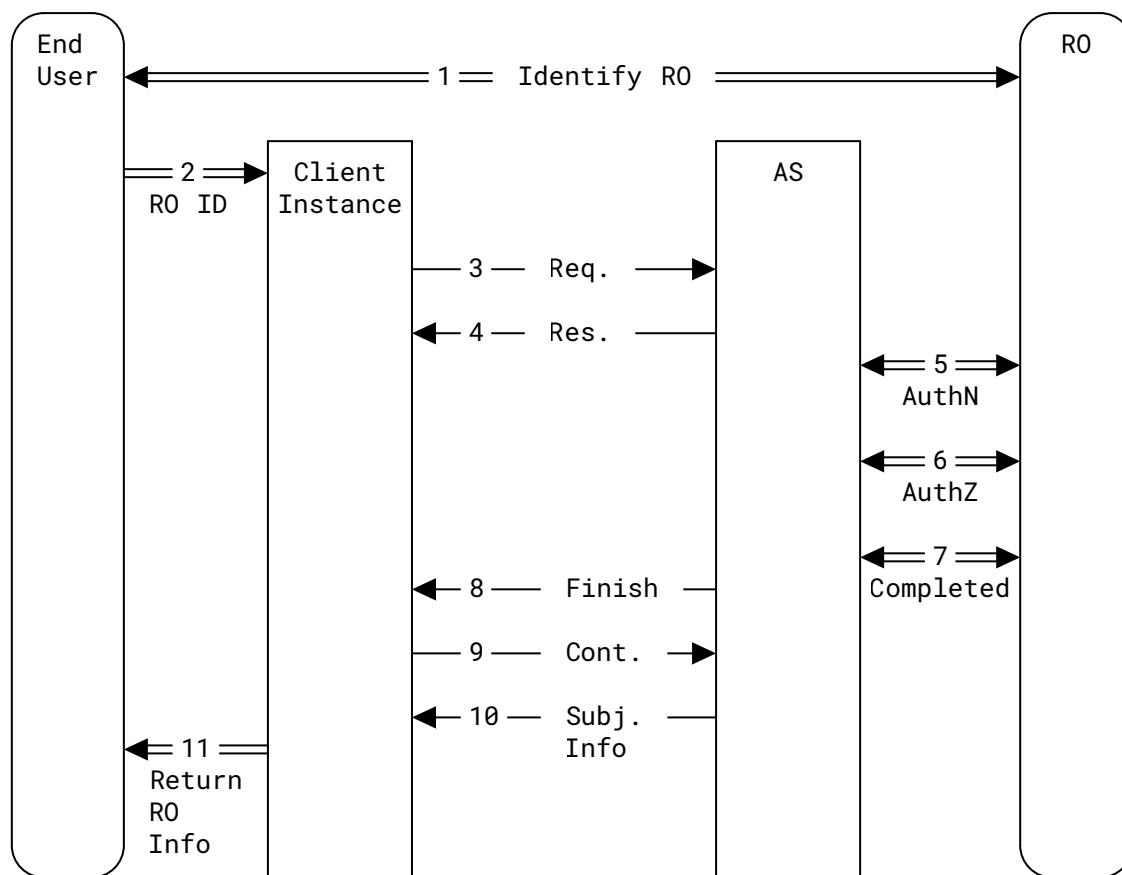 End
User
RO
1 Identify RO
2
RO ID
Client
Instance
AS
3 Req.
4 Res.
5
AuthN
6
AuthZ
7
Completed
8 Finish
9 Cont.
10 Subj.
Info
11
Return
RO
Info